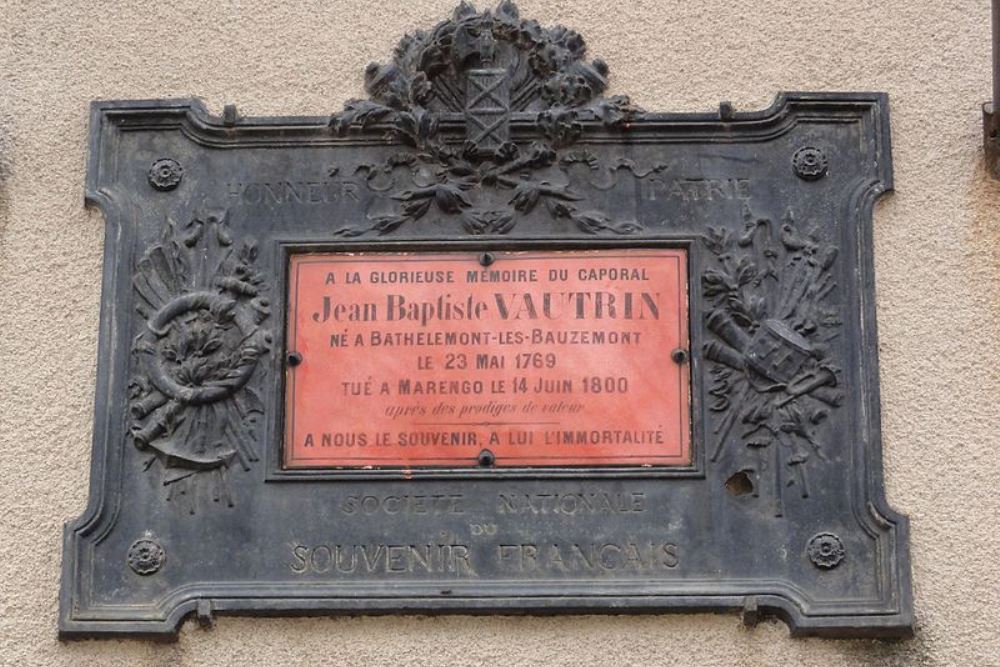 HONNEUR PATRIE
A LA GLORIEUSE MÉMOIRE DU CAPORAL
Jean Baptiste VAUTRIN
NÉ A BATHELEMONT-LES-BAUZEMONT
LE 23 MAI 1769
TUÉ A MARENGO LE 14 JUIN 1800
après des prodiges de valeur
A NOUS LE SOUVENIR, A LUI L'IMMORTALITÉ
SOCIÉTÉ NATIONALE
DU
SOUVENIR FRANÇAIS